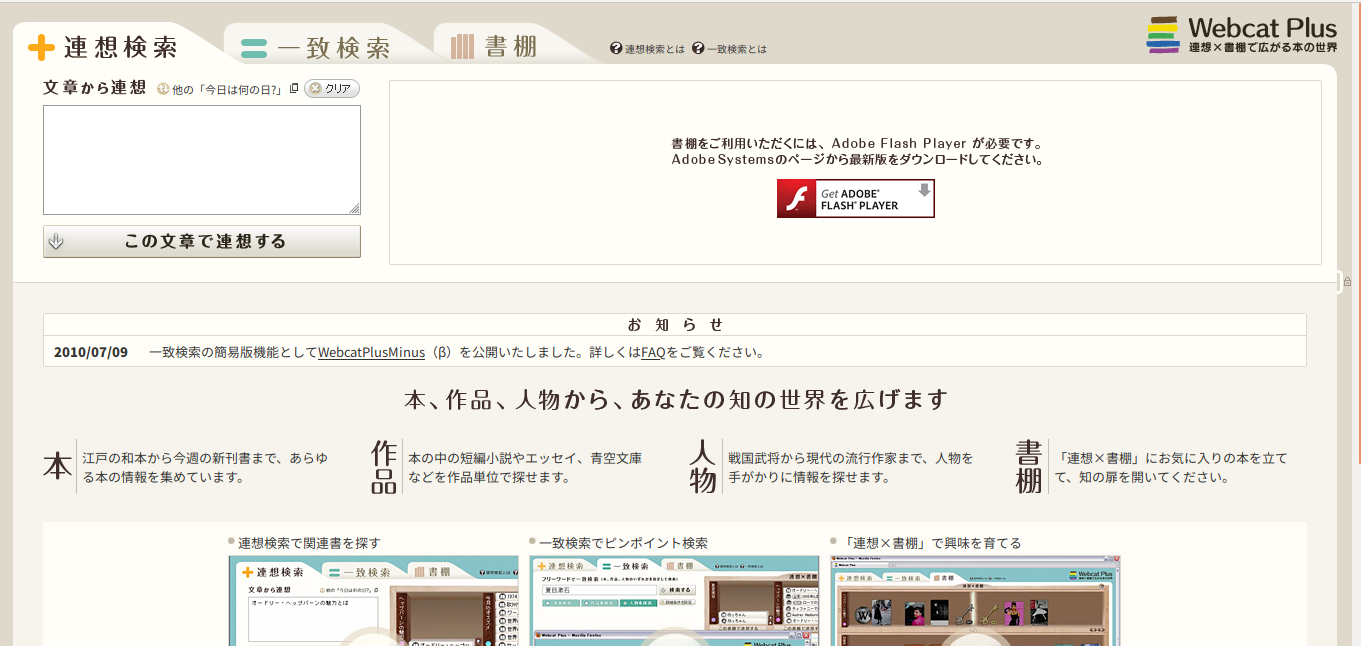 連想検索
一致検索
書棚
連想検索とは
一致検索とは
Webcat Plus
連想×書棚で広がる本の世界
文章から連想
他の「今日は何の日?」
クリア
書棚をご利用いただくには、Adobe Flash Player が必要です。
Adobe Systemsのページから最新版をダウンロードしてください。
Get ADOBE®
FLASH® PLAYER
この文章で連想する
お知らせ
2010/07/09 一致検索の簡易版機能としてWebcatPlusMinus（β）を公開いたしました。詳しくはFAQをご覧ください。
本、作品、人物から、あなたの知の世界を広げます
本
江戸の和本から今週の新刊書まで、あらゆ
る本の情報を集めています。
作品
本の中の短編小説やエッセイ、青空文庫
などを作品単位で探せます。
人物
戦国武将から現代の流行作家まで、人物を
手がかりに情報を探せます。
書棚
「連想×書棚」にお気に入りの本を立て
て、知の扉を開いてください。
連想検索で関連書を探す
一致検索でピンポイント検索
「連想×書棚」で興味を育てる
連想検索
一致検索
書棚
文章から連想
他の「今日は何の日?」
オードリー・ヘップバーンの魅力とは
連想検索
一致検索
書棚
フリーワードで一致検索
夏目漱石
検索する
連想検索
一致検索
書棚
Webcat Plus